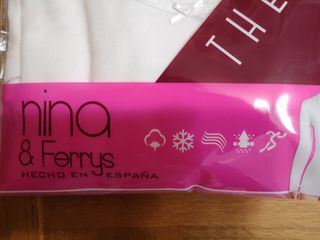 THE
nina
& Ferrys
HECHO EN ESPAÑA